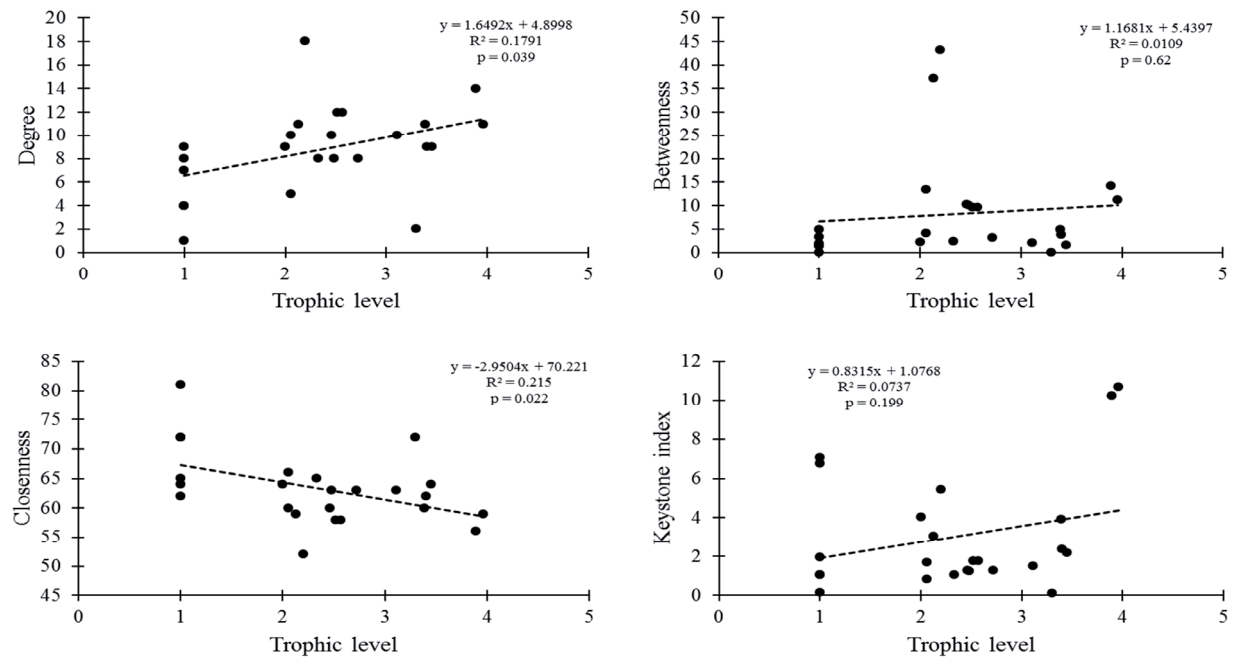 y = 1.6492x + 4.8998
R² = 0.1791
p = 0.039
20
18
16
14
12
10
8
6
4
2
0
Degree
0 1 2 3 4 5
Trophic level
y = 1.1681x + 5.4397
R² = 0.0109
p = 0.62
50
45
40
35
30
25
20
15
10
5
0
Betweenness
0 1 2 3 4 5
Trophic level
y = -2.9504x + 70.221
R² = 0.215
p = 0.022
85
80
75
70
65
60
55
50
45
Closenness
0 1 2 3 4 5
Trophic level
y = 0.8315x + 1.0768
R² = 0.0737
p = 0.199
12
10
8
6
4
2
0
Keystone index
0 1 2 3 4 5
Trophic level